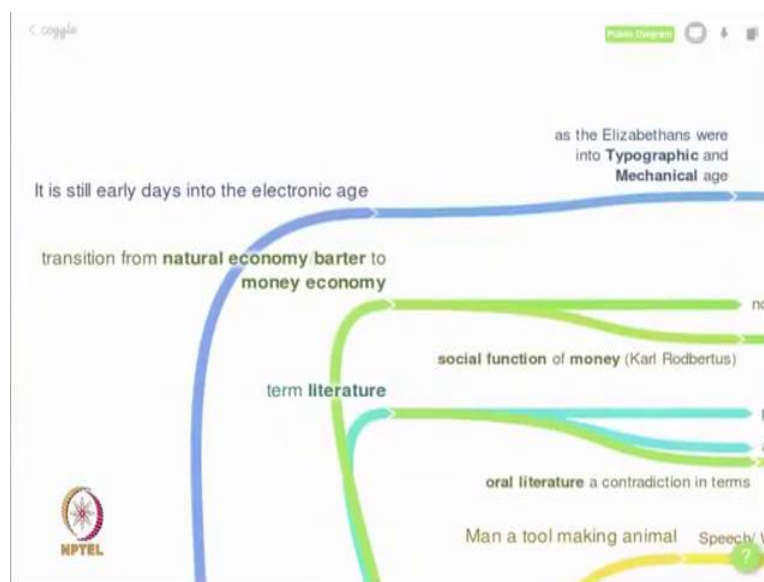 coggle
Public Diagram
as the Elizabethans were
into Typographic and
Mechanical age
It is still early days into the electronic age
transition from natural economy/barter to
money economy
social function of money (Karl Rodbertus)
term literature
oral literature a contradiction in terms
Man a tool making animal
Speech/
NPTEL
?